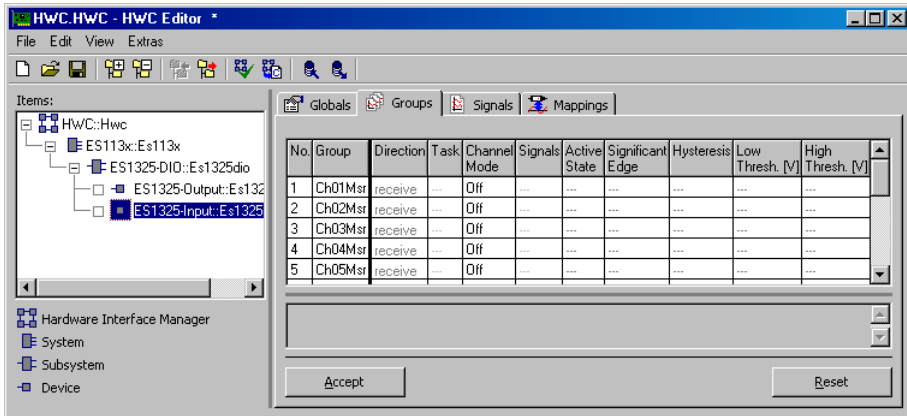 HWC.HWC - HWC Editor *
File Edit View Extras
Items:
HWC::Hwc
ES113x::Es113x
ES1325-DIO::Es1325dio
ES1325-Output::Es132
ES1325-Input::Es1325
Hardware Interface Manager
System
Subsystem
Device
Globals Groups Signals Mappings
No. Group Direction Task Channel Mode Signals Active State Significant Edge Hysteresis Low Thresh. [V] High Thresh. [V]
1 Ch01Msr receive --- Off --- --- --- --- --- ---
2 Ch02Msr receive --- Off --- --- --- --- --- ---
3 Ch03Msr receive --- Off --- --- --- --- --- ---
4 Ch04Msr receive --- Off --- --- --- --- --- ---
5 Ch05Msr receive --- Off --- --- --- --- --- ---
Accept Reset